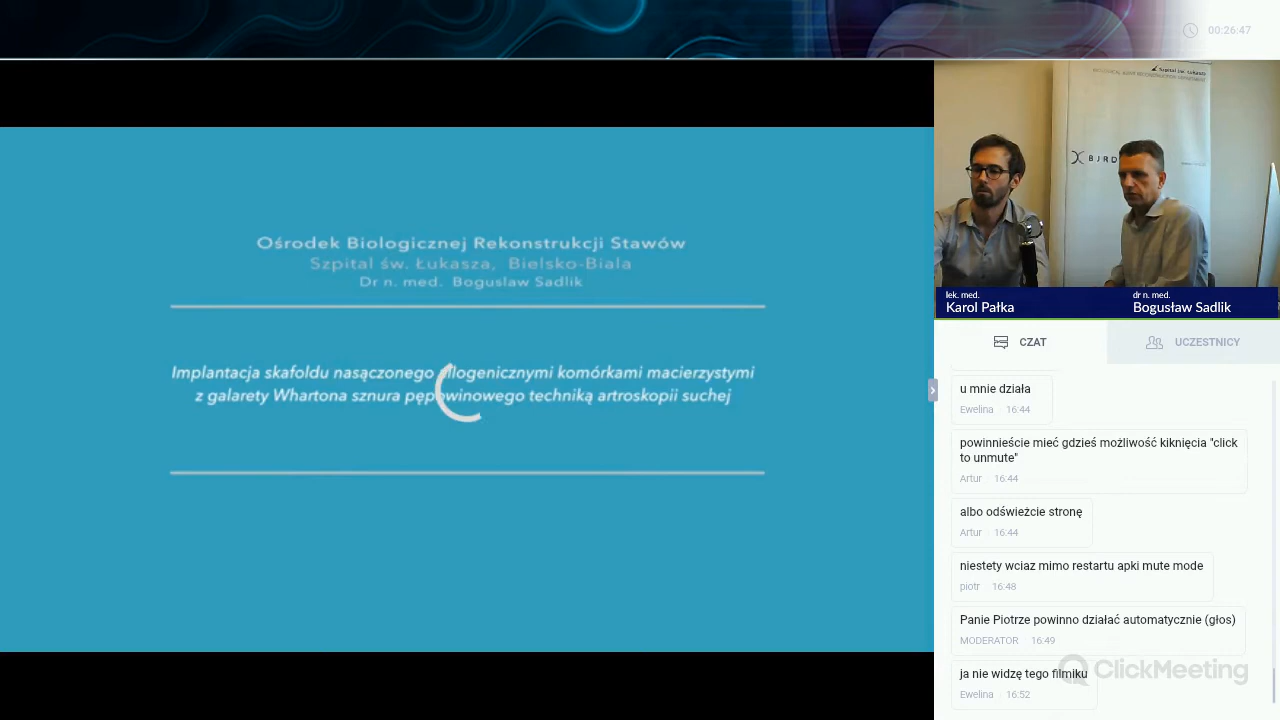 00:26:47
Ośrodek Biologicznej Rekonstrukcji Stawów
Szpital św. Łukasza, Bielsko-Biala
Dr n. med. Boguslaw Sadlik
Implantacja skafoldu nasączonego allogenicznymi komórkami macierzystymi
z galarety Whartona sznura pępowinowego techniką artroskopii suchej
Szpital św. Łukasza
BJRD
lek. med.
Karol Pałka
dr n. med.
Bogusław Sadlik
CZAT
UCZESTNICY
u mnie działa
Ewelina 16:44
powinnieście mieć gdzieś możliwość kiknięcia "click
to unmute"
Artur 16:44
albo odświeżcie stronę
Artur 16:44
niestety wciaz mimo restartu apki mute mode
piotr 16:48
Panie Piotrze powinno działać automatycznie (głos)
MODERATOR 16:49
ja nie widzę tego filmiku
Ewelina 16:52
ClickMeeting